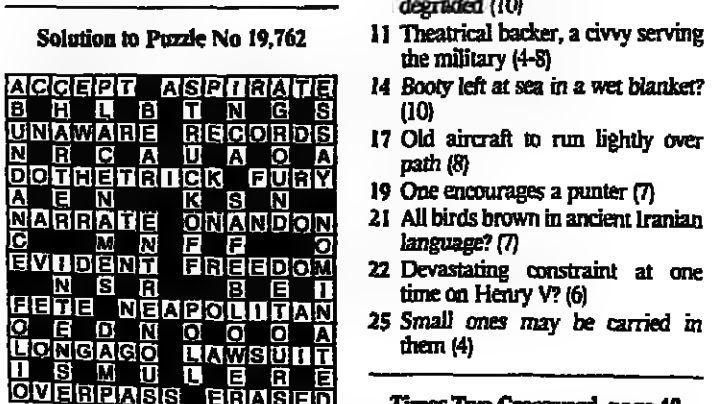 degraded (10)
Solution to Puzzle No 19,762
ACCEPT ASPIRATE
B H L B T N G S
UNAWARE RECORDS
N R C A U A O A
DOTHETRICK FURY
A E N K S N
NARRATE ONANDON
C M N F F O
EVIDENT FREEDOM
N S R B I
FETE NEAPOLITAN
O E D N O O A
LONGAGO LAWSUIT
I S M U L E R E
OVERPASS ERASED
11 Theatrical backer, a civvy serving
the military (4-8)
14 Booty left at sea in a wet blanket?
(10)
17 Old aircraft to run lightly over
path (8)
19 One encourages a punter (7)
21 All birds brown in ancient Iranian
language? (7)
22 Devastating constraint at one
time on Henry V? (6)
25 Small ones may be carried in
them (4)
Times Two Crossword, page